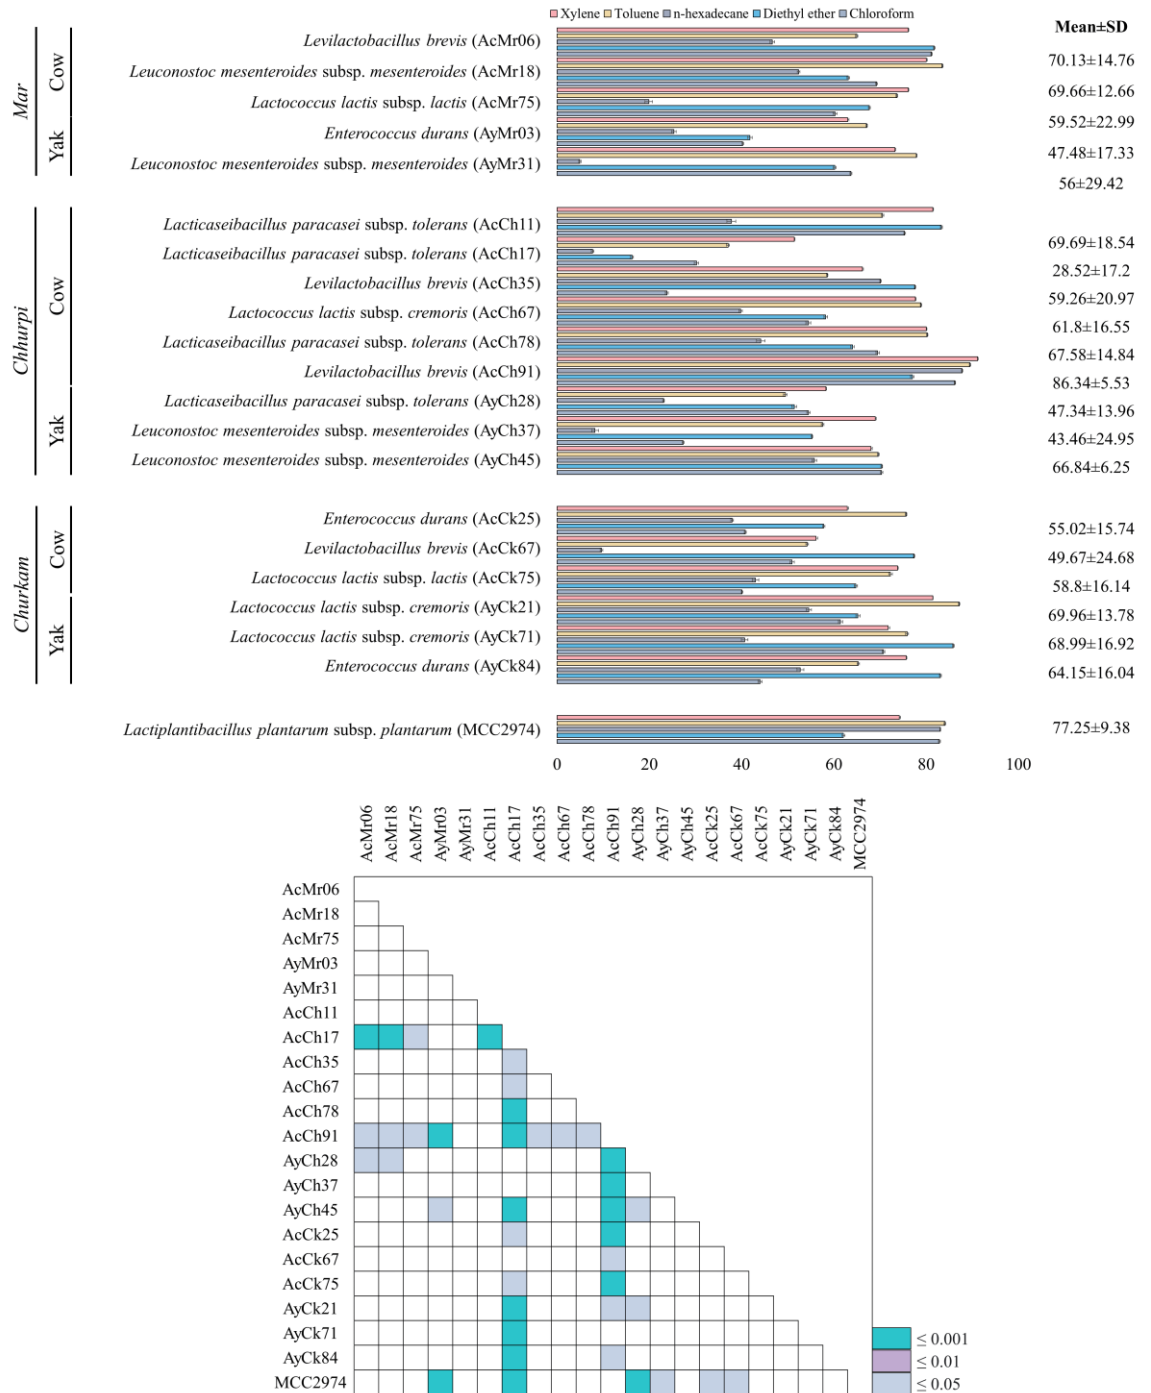 Xylene Toluene n-hexadecane Diethyl ether Chloroform
Mean±SD
Mar
Cow
Yak
Levilactobacillus brevis (AcMr06)
70.13±14.76
Leuconostoc mesenteroides subsp. mesenteroides (AcMr18)
69.66±12.66
Lactococcus lactis subsp. lactis (AcMr75)
59.52±22.99
Enterococcus durans (AyMr03)
47.48±17.33
Leuconostoc mesenteroides subsp. mesenteroides (AyMr31)
56±29.42
Chhurpi
Cow
Yak
Lacticaseibacillus paracasei subsp. tolerans (AcCh11)
69.69±18.54
Lacticaseibacillus paracasei subsp. tolerans (AcCh17)
28.52±17.2
Levilactobacillus brevis (AcCh35)
59.26±20.97
Lactococcus lactis subsp. cremoris (AcCh67)
61.8±16.55
Lacticaseibacillus paracasei subsp. tolerans (AcCh78)
67.58±14.84
Levilactobacillus brevis (AcCh91)
86.34±5.53
Lacticaseibacillus paracasei subsp. tolerans (AyCh28)
47.34±13.96
Leuconostoc mesenteroides subsp. mesenteroides (AyCh37)
43.46±24.95
Leuconostoc mesenteroides subsp. mesenteroides (AyCh45)
66.84±6.25
Churkam
Cow
Yak
Enterococcus durans (AcCk25)
55.02±15.74
Levilactobacillus brevis (AcCk67)
49.67±24.68
Lactococcus lactis subsp. lactis (AcCk75)
58.8±16.14
Lactococcus lactis subsp. cremoris (AyCk21)
69.96±13.78
Lactococcus lactis subsp. cremoris (AyCk71)
68.99±16.92
Enterococcus durans (AyCk84)
64.15±16.04
Lactiplantibacillus plantarum subsp. plantarum (MCC2974)
77.25±9.38
0 20 40 60 80 100
AcMr06 AcMr18 AcMr75 AyMr03 AyMr31 AcCh11 AcCh17 AcCh35 AcCh67 AcCh78 AcCh91 AyCh28 AyCh37 AyCh45 AcCk25 AcCk67 AcCk75 AyCk21 AyCk71 AyCk84 MCC2974
AcMr06
AcMr18
AcMr75
AyMr03
AyMr31
AcCh11
AcCh17
AcCh35
AcCh67
AcCh78
AcCh91
AyCh28
AyCh37
AyCh45
AcCk25
AcCk67
AcCk75
AyCk21
AyCk71
AyCk84
MCC2974
≤ 0.001
≤ 0.01
≤ 0.05